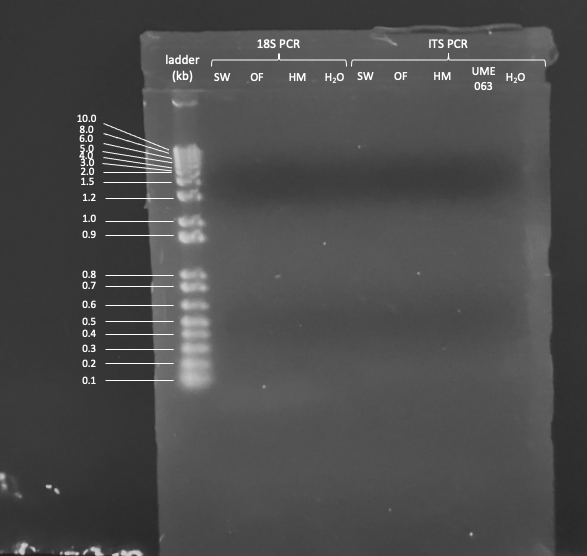 18S PCR
ITS PCR
ladder
(kb)
SW
OF
HM
H₂O
SW
OF
HM
UME
063
H₂O
10.0
8.0
6.0
5.0
4.0
3.0
2.0
1.5
1.2
1.0
0.9
0.8
0.7
0.6
0.5
0.4
0.3
0.2
0.1